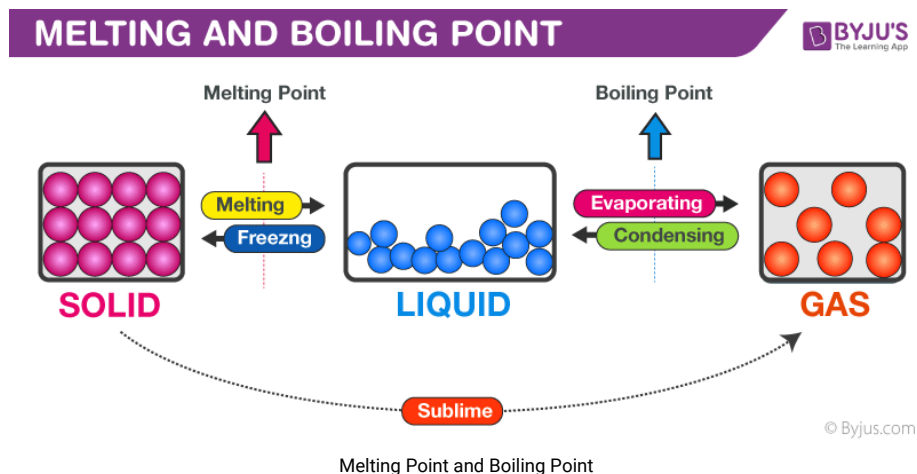 MELTING AND BOILING POINT
BYJU'S
The Learning App
Melting Point
Boiling Point
Melting
Freezng
Evaporating
Condensing
SOLID
LIQUID
GAS
Sublime
© Byjus.com
Melting Point and Boiling Point